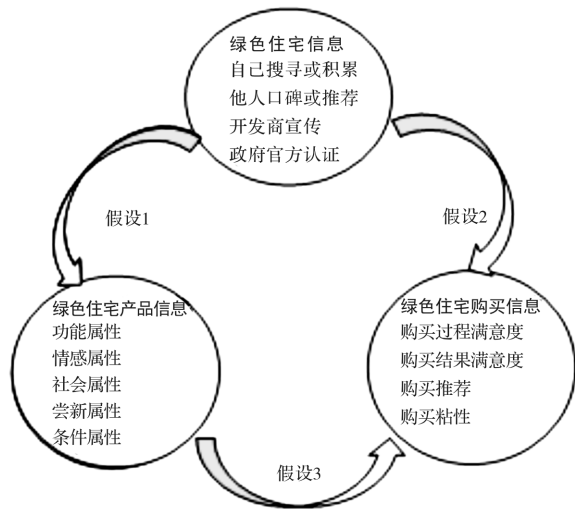 绿色住宅信息
自己搜寻或积累
他人口碑或推荐
开发商宣传
政府官方认证
假设1
假设2
绿色住宅产品信息
功能属性
情感属性
社会属性
尝新属性
条件属性
绿色住宅购买信息
购买过程满意度
购买结果满意度
购买推荐
购买粘性
假设3